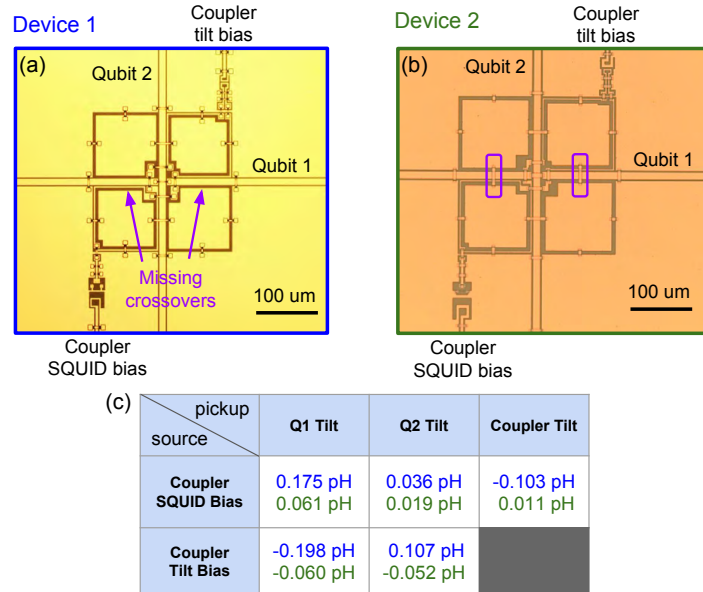 Device 1
Coupler
tilt bias
(a)
Qubit 2
Qubit 1
Missing
crossovers
100 um
Coupler
SQUID bias
Device 2
Coupler
tilt bias
(b)
Qubit 2
Qubit 1
100 um
Coupler
SQUID bias
(c)
pickup
source
Q1 Tilt
Q2 Tilt
Coupler Tilt
Coupler
SQUID Bias
0.175 pH
0.061 pH
0.036 pH
0.019 pH
-0.103 pH
0.011 pH
Coupler
Tilt Bias
-0.198 pH
-0.060 pH
0.107 pH
-0.052 pH